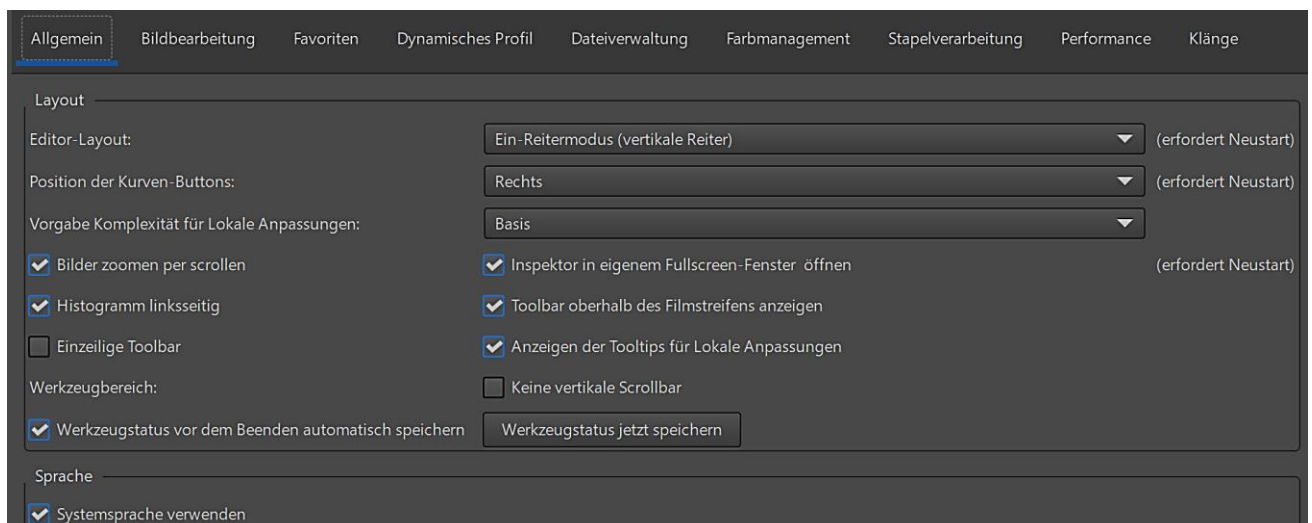 Allgemein Bildbearbeitung Favoriten Dynamisches Profil Dateiverwaltung Farbmanagement Stapelverarbeitung Performance Klänge
Layout
Editor-Layout: Ein-Reitermodus (vertikale Reiter) (erfordert Neustart)
Position der Kurven-Buttons: Rechts (erfordert Neustart)
Vorgabe Komplexität für Lokale Anpassungen: Basis
Bilder zoomen per scrollen Inspektor in eigenem Fullscreen-Fenster öffnen (erfordert Neustart)
Histogramm linksseitig Toolbar oberhalb des Filmstreifens anzeigen
Einzeilige Toolbar Anzeigen der Tooltips für Lokale Anpassungen
Werkzeugbereich: Keine vertikale Scrollbar
Werkzeugstatus vor dem Beenden automatisch speichern Werkzeugstatus jetzt speichern
Sprache
Systemsprache verwenden